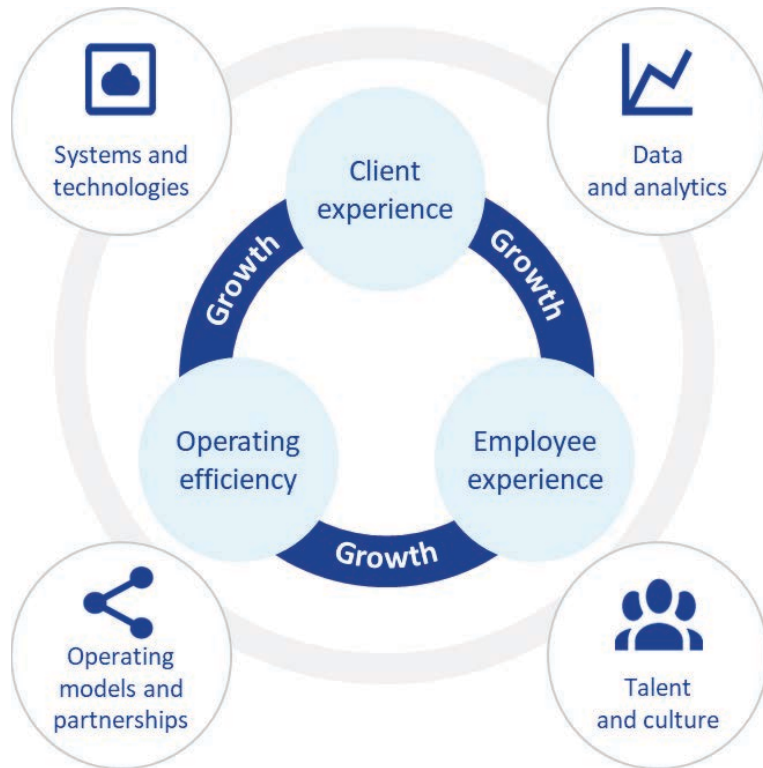 Systems and
technologies
Data
and analytics
Client
experience
Growth
Growth
Operating
efficiency
Employee
experience
Growth
Operating
models and
partnerships
Talent
and culture